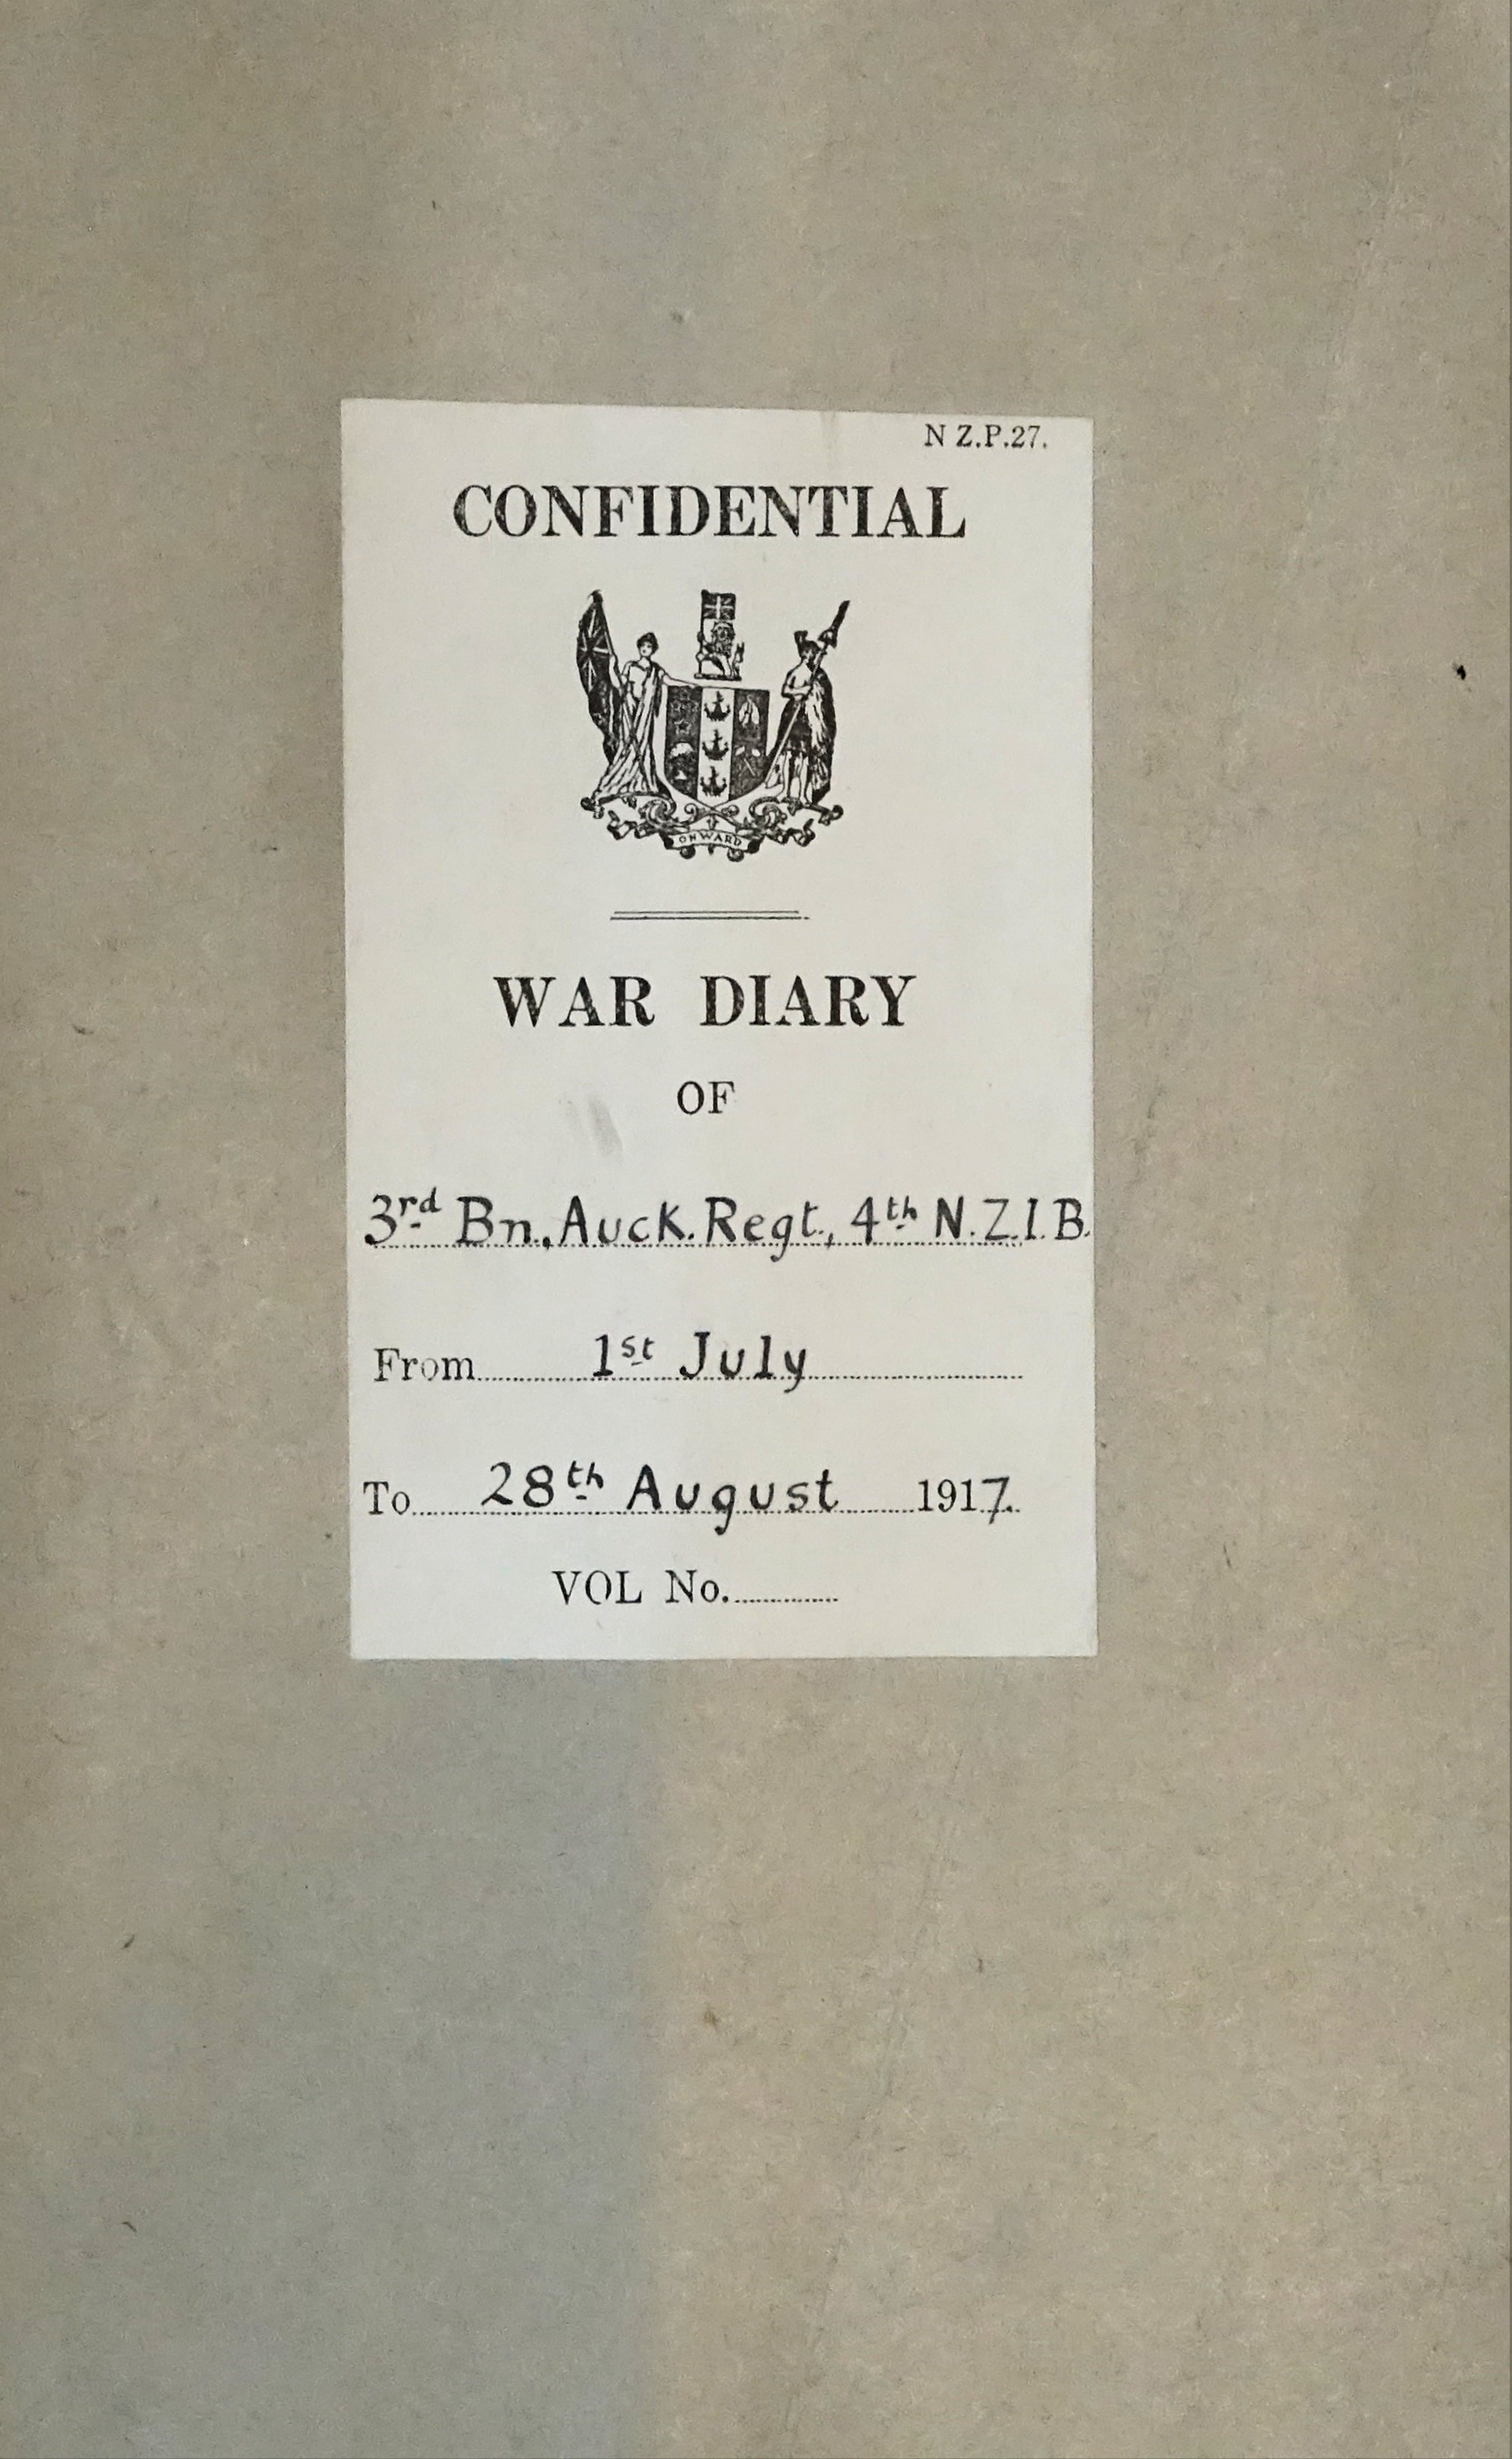 N Z.P.27.
CONFIDENTIAL
ONWARD
WAR DIARY
OF
3rd Bn. Auck. Regt., 4th N.Z.I.B.
From 1st July
To 28th August 1917.
VOL No.